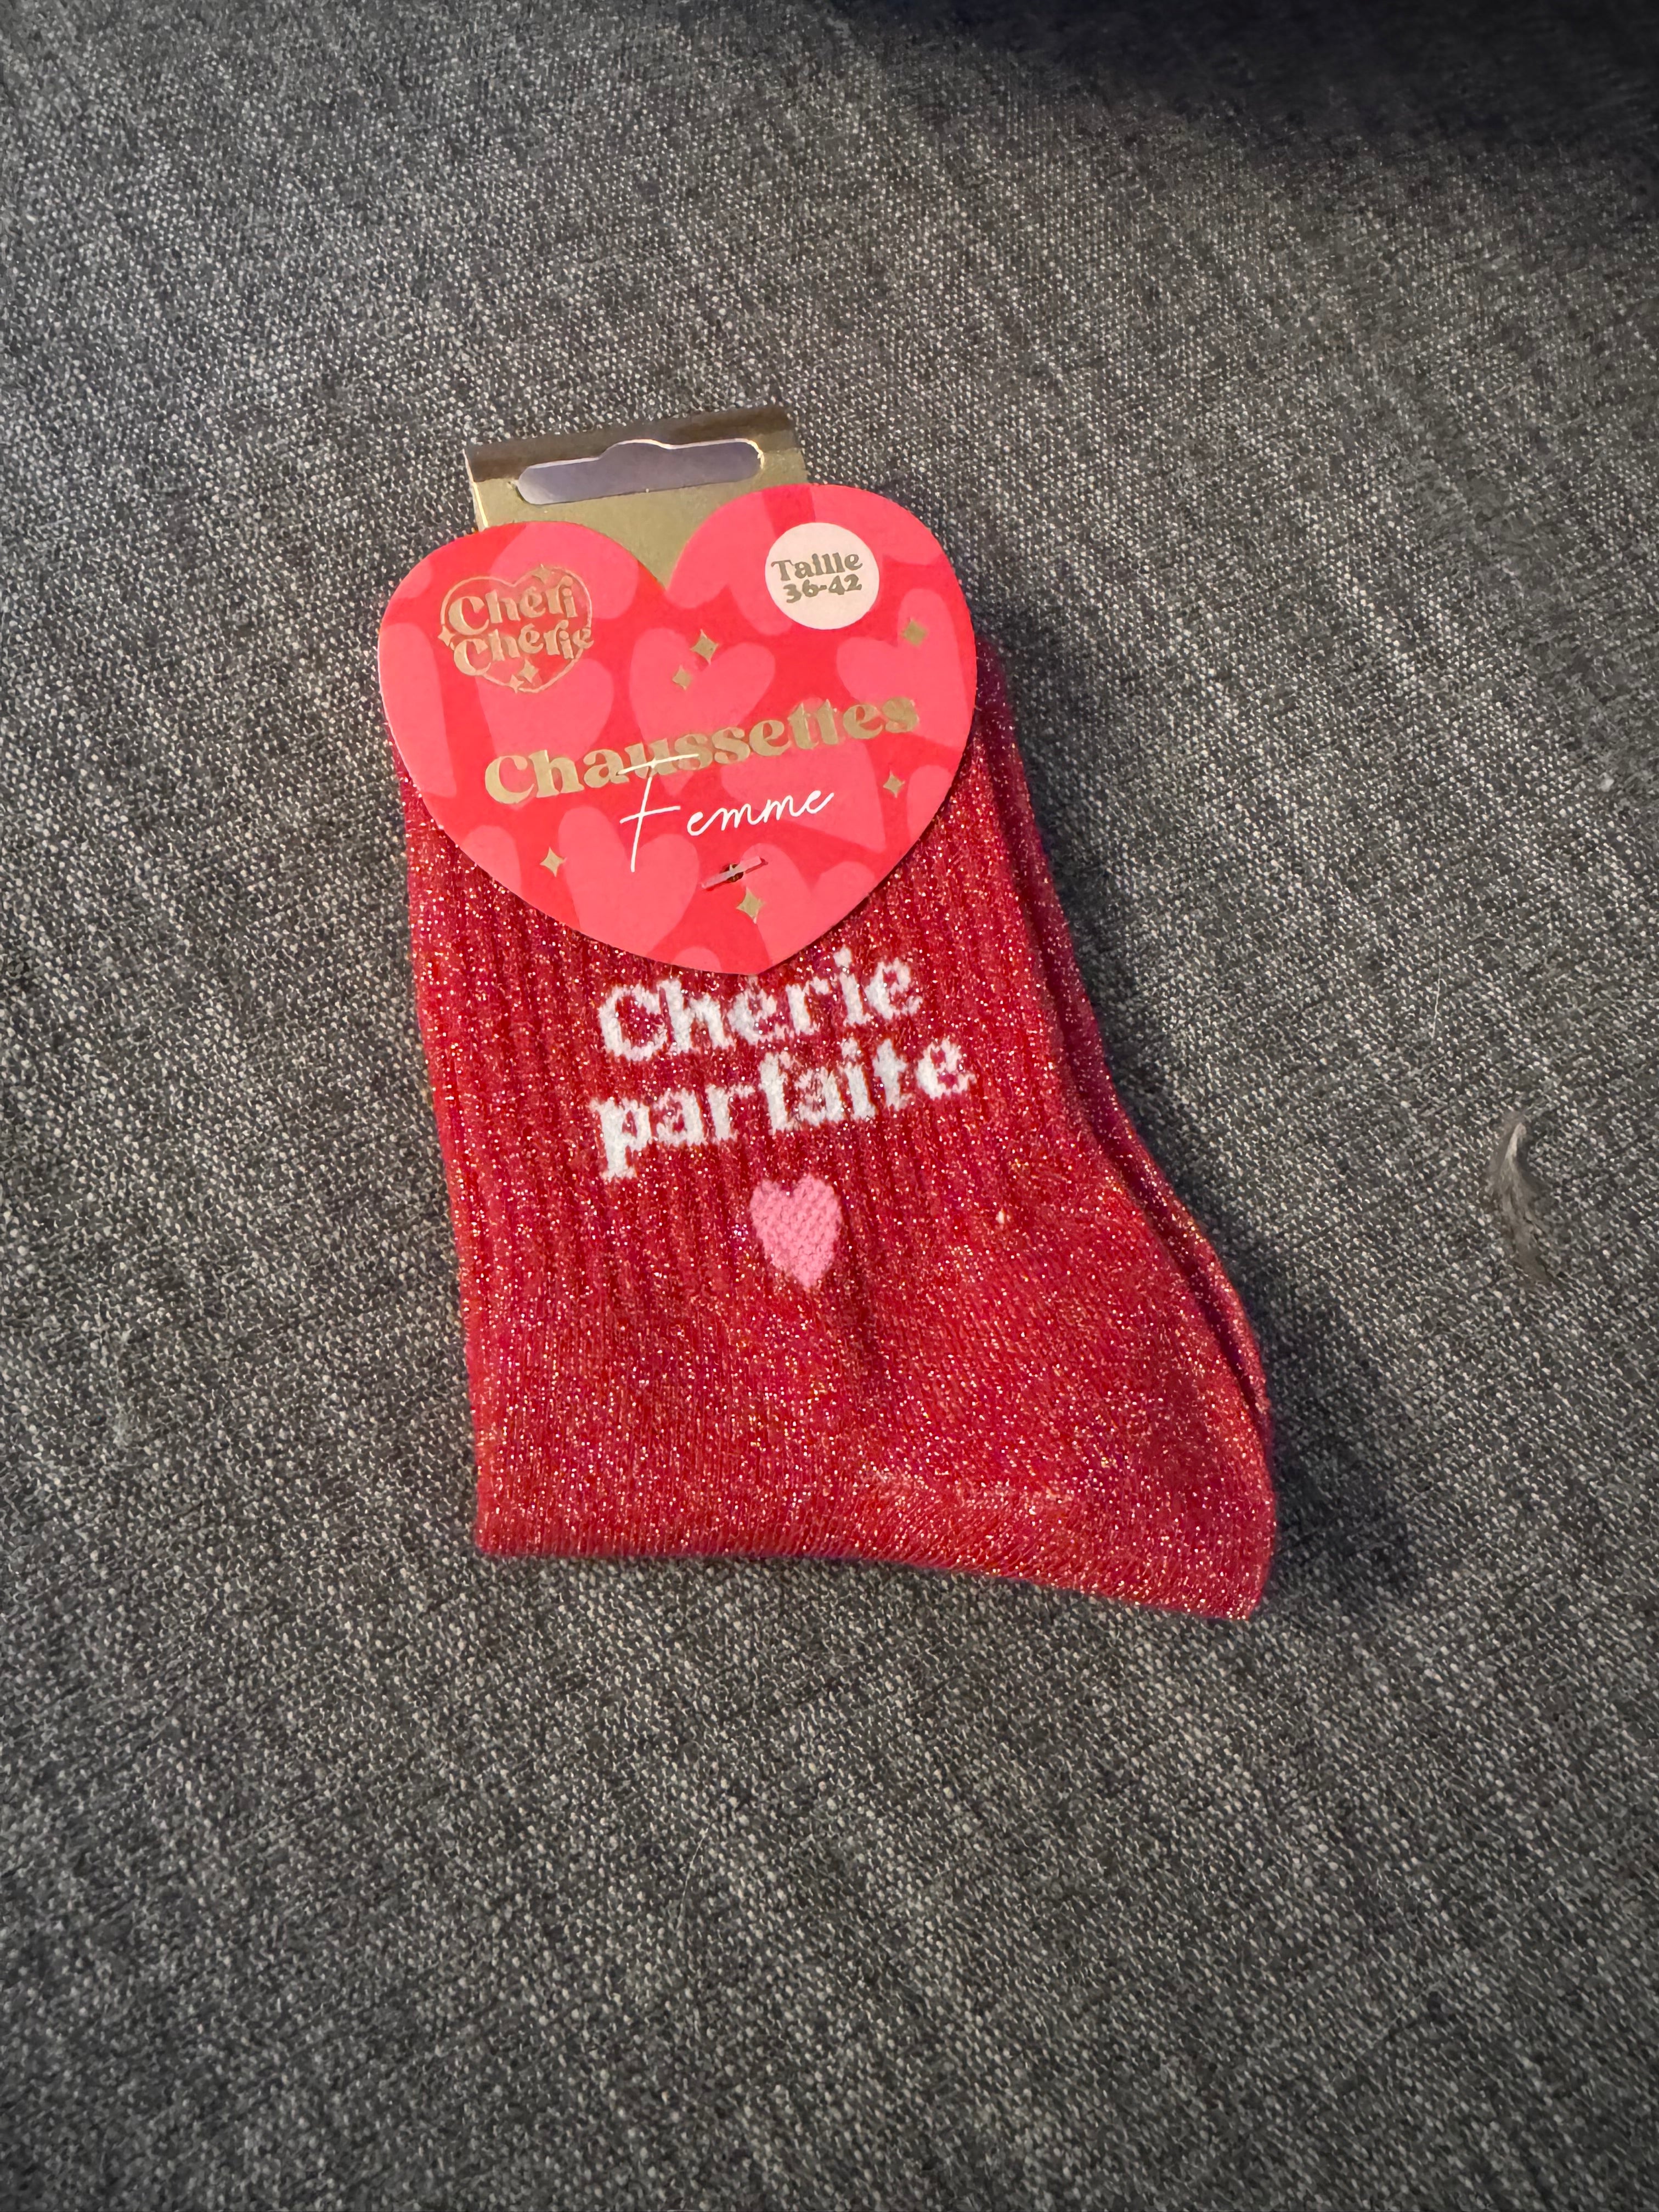 Chéri
Chérie
Taille
36-42
Chaussettes
Femme
Chérie
parfaite